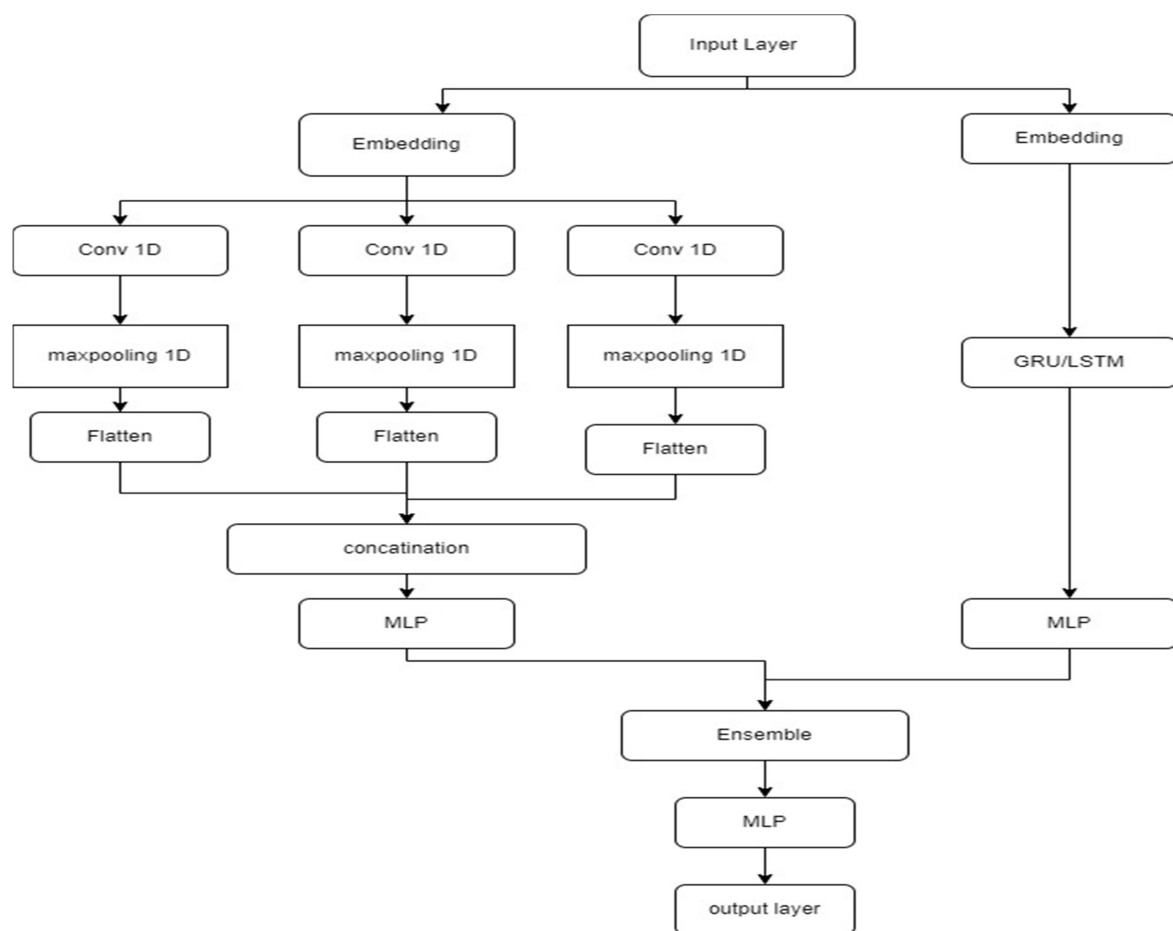 Input Layer
Embedding
Embedding
Conv 1D
Conv 1D
Conv 1D
maxpooling 1D
maxpooling 1D
maxpooling 1D
GRU/LSTM
Flatten
Flatten
Flatten
concatination
MLP
MLP
Ensemble
MLP
output layer